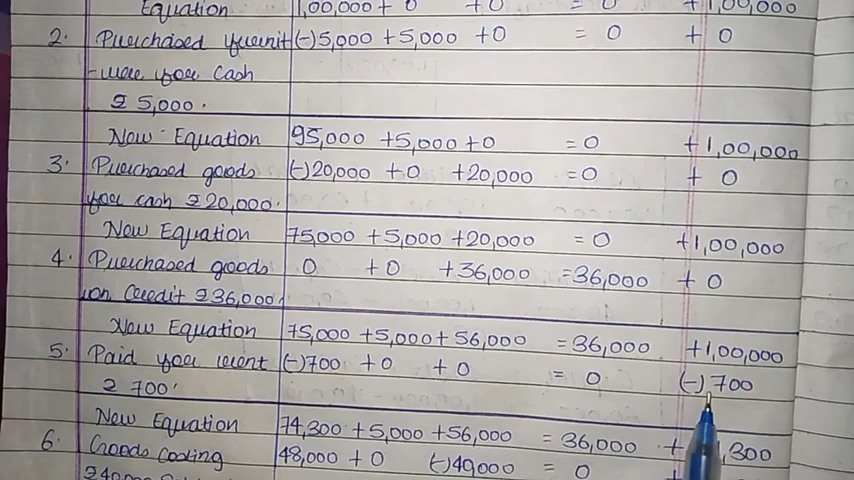 Equation 1,00,000 + 0 + 0 = 0 + 1,00,000
2. Purchased furnit (-)5,000 + 5,000 + 0 = 0 + 0
-ure for cash
₹ 5,000.
New Equation 95,000 + 5,000 + 0 = 0 + 1,00,000
3. Purchased goods (-)20,000 + 0 + 20,000 = 0 + 0
for cash ₹ 20,000.
New Equation 75,000 + 5,000 + 20,000 = 0 + 1,00,000
4. Purchased goods 0 + 0 + 36,000 = 36,000 + 0
on Credit ₹ 36,000.
New Equation 75,000 + 5,000 + 56,000 = 36,000 + 1,00,000
5. Paid for rent (-)700 + 0 + 0 = 0 (-)700
₹ 700.
New Equation 74,300 + 5,000 + 56,000 = 36,000 + ,300
6. Goods Costing 48,000 + 0 (-)40,000 = 0 +
₹ 40,000